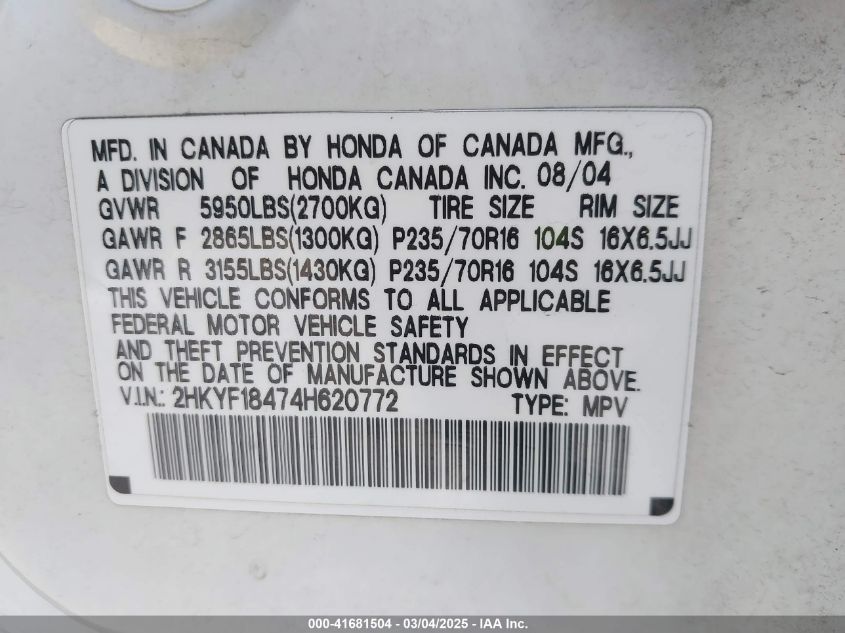 MFD. IN CANADA BY HONDA OF CANADA MFG.,
A DIVISION OF HONDA CANADA INC. 08/04
GVWR 5950LBS(2700KG) TIRE SIZE RIM SIZE
GAWR F 2865LBS(1300KG) P235/70R16 104S 16X6.5JJ
GAWR R 3155LBS(1430KG) P235/70R16 104S 16X6.5JJ
THIS VEHICLE CONFORMS TO ALL APPLICABLE
FEDERAL MOTOR VEHICLE SAFETY
AND THEFT PREVENTION STANDARDS IN EFFECT
ON THE DATE OF MANUFACTURE SHOWN ABOVE.
V.I.N.: 2HKYF18474H620772 TYPE: MPV
000-41681504 - 03/04/2025 - IAA Inc.